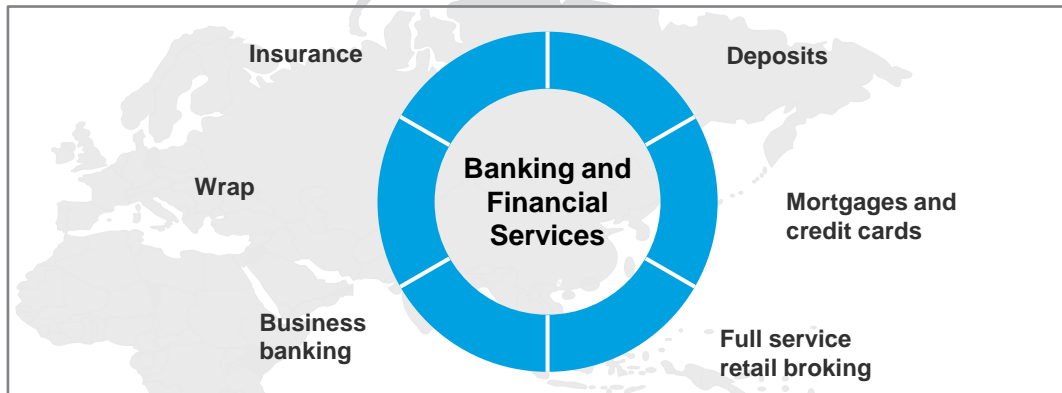 Insurance
Deposits
Banking and
Financial
Services
Wrap
Mortgages and
credit cards
Business
banking
Full service
retail broking